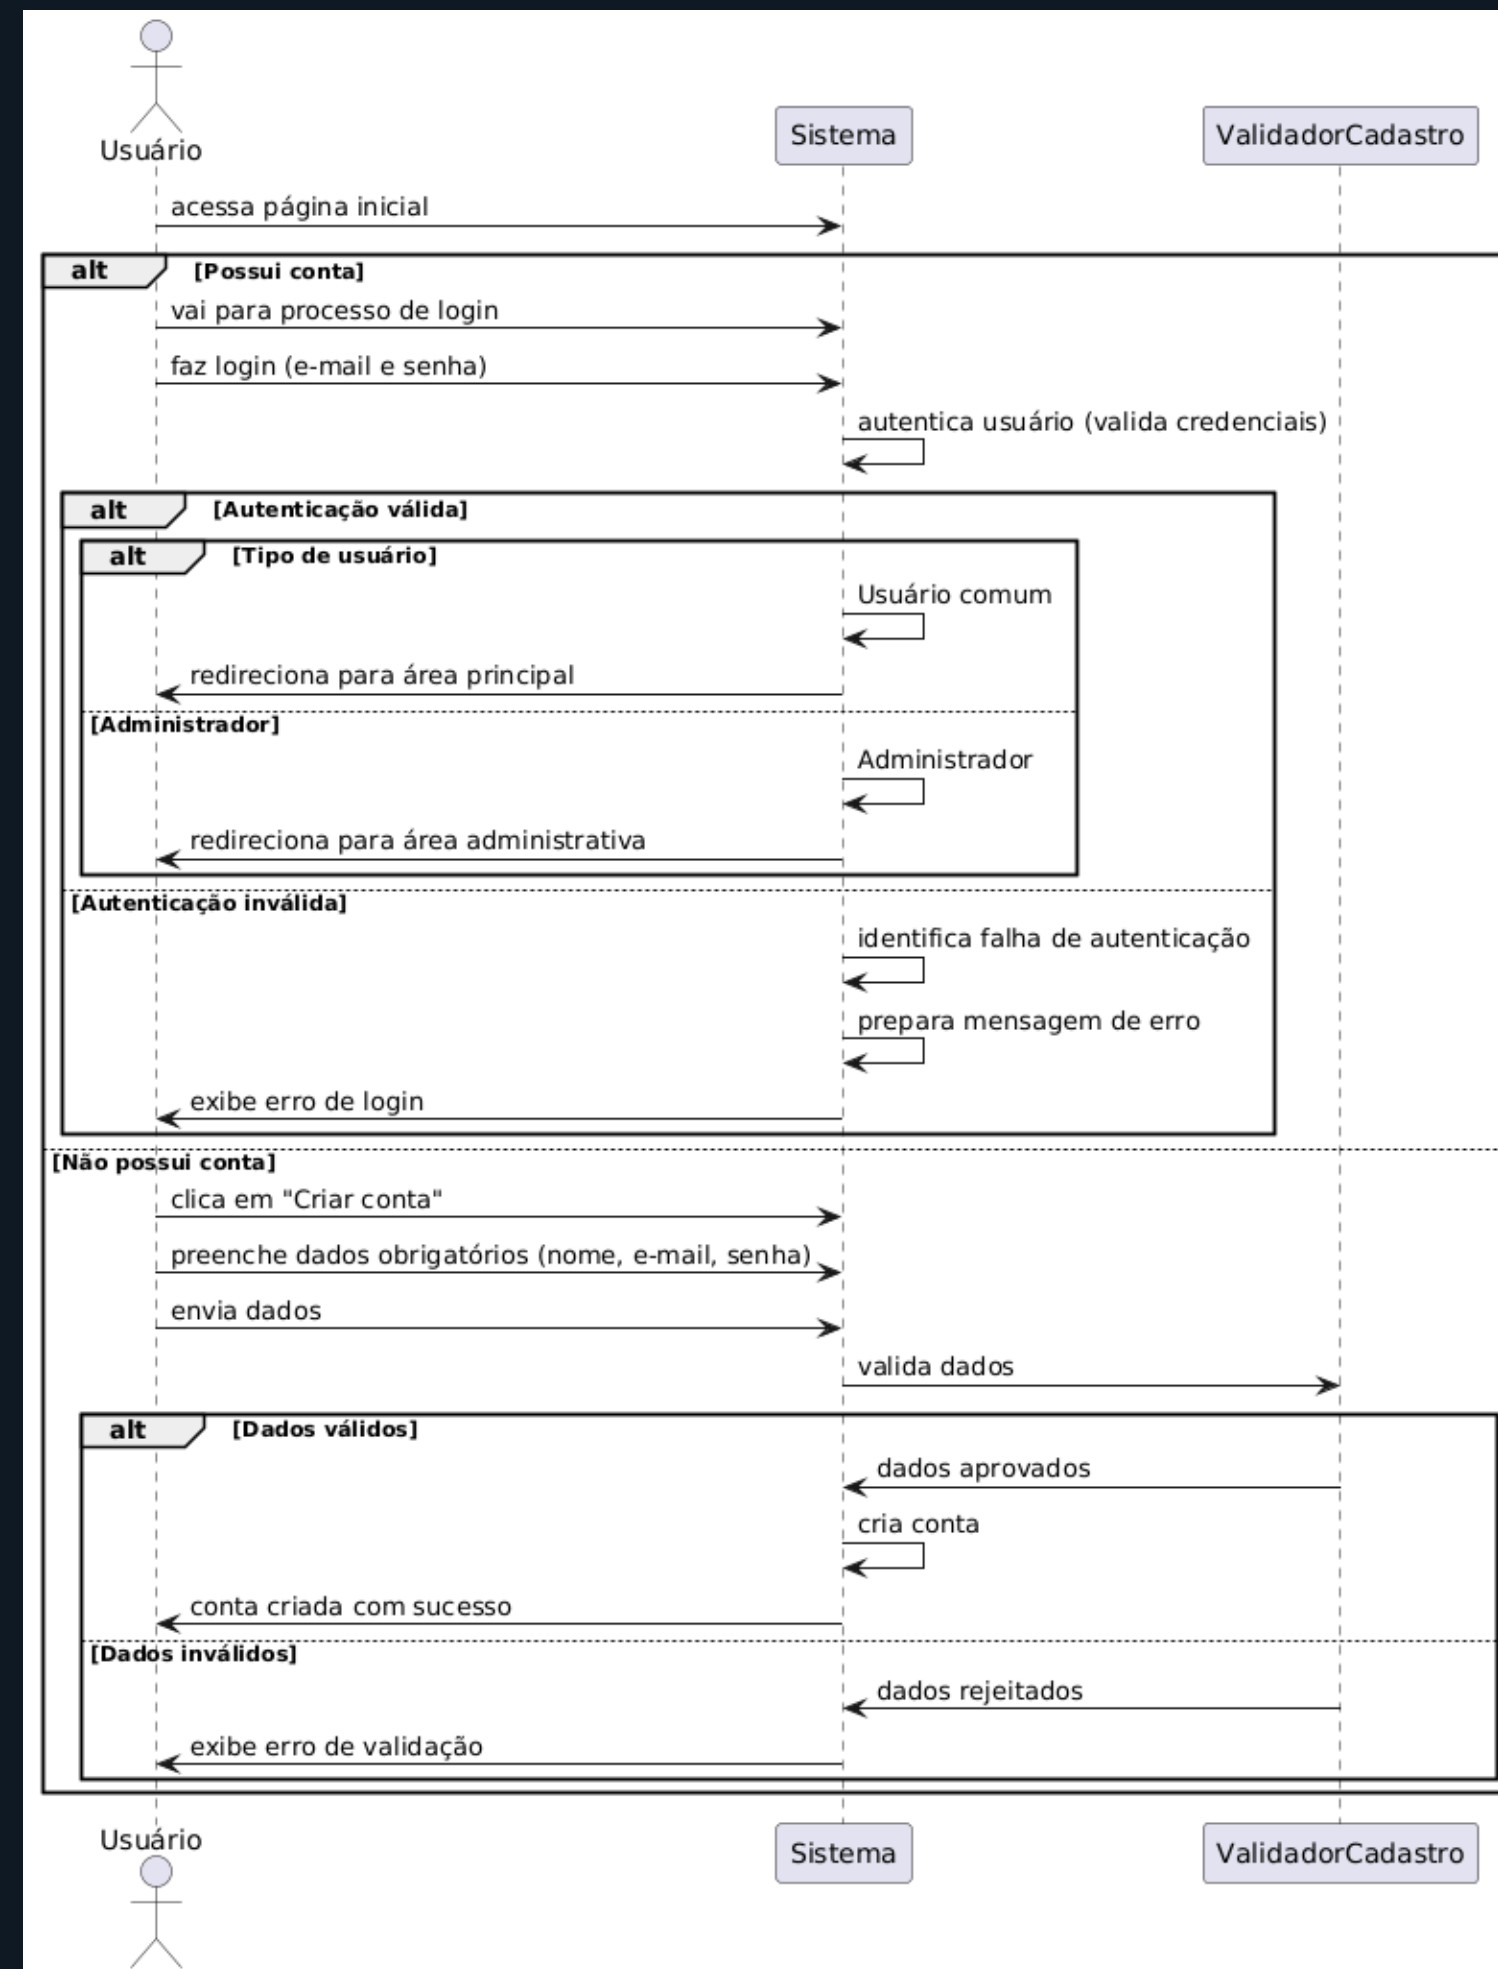 Usuário
Sistema
ValidadorCadastro
acessa página inicial
alt [Possui conta]
vai para processo de login
faz login (e-mail e senha)
autentica usuário (valida credenciais)
alt [Autenticação válida]
alt [Tipo de usuário]
Usuário comum
redireciona para área principal
[Administrador]
Administrador
redireciona para área administrativa
[Autenticação inválida]
identifica falha de autenticação
prepara mensagem de erro
exibe erro de login
[Não possui conta]
clica em "Criar conta"
preenche dados obrigatórios (nome, e-mail, senha)
envia dados
valida dados
alt [Dados válidos]
dados aprovados
cria conta
conta criada com sucesso
[Dados inválidos]
dados rejeitados
exibe erro de validação
Usuário
Sistema
ValidadorCadastro